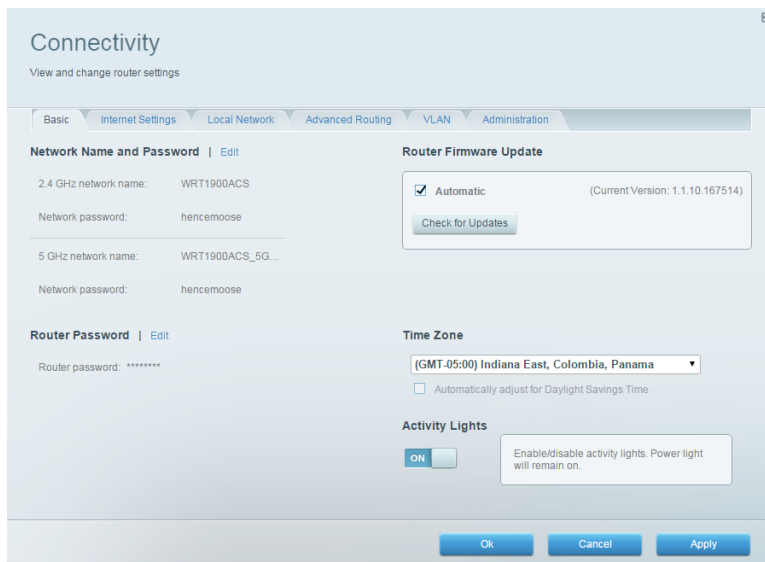 Connectivity
View and change router settings
Basic
Internet Settings
Local Network
Advanced Routing
VLAN
Administration
Network Name and Password | Edit
2.4 GHz network name: WRT1900ACS
Network password: hencemoose
5 GHz network name: WRT1900ACS_5G...
Network password: hencemoose
Router Password | Edit
Router password: ********
Router Firmware Update
Automatic (Current Version: 1.1.10.167514)
Check for Updates
Time Zone
(GMT-05:00) Indiana East, Colombia, Panama
Automatically adjust for Daylight Savings Time
Activity Lights
ON
Enable/disable activity lights. Power light
will remain on.
Ok
Cancel
Apply